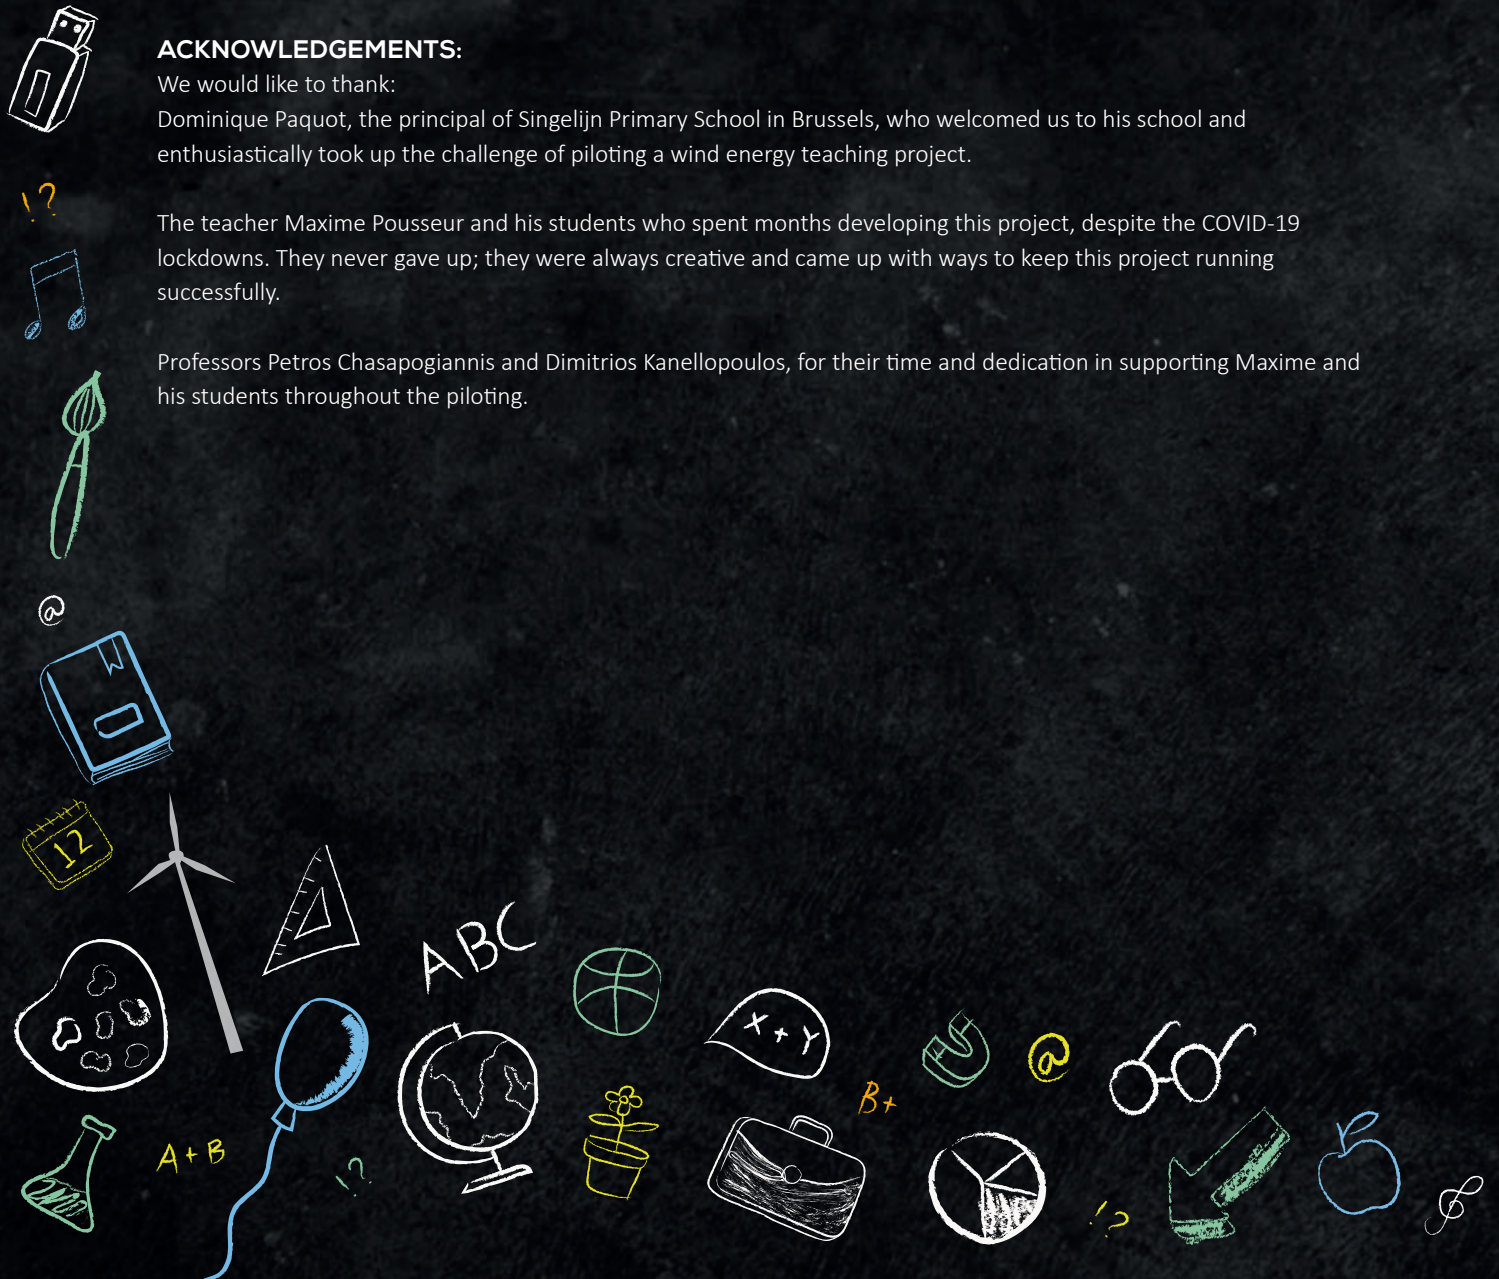 ACKNOWLEDGEMENTS:
We would like to thank:
Dominique Paquot, the principal of Singelijn Primary School in Brussels, who welcomed us to his school and
enthusiastically took up the challenge of piloting a wind energy teaching project.
The teacher Maxime Pousseur and his students who spent months developing this project, despite the COVID-19
lockdowns. They never gave up; they were always creative and came up with ways to keep this project running
successfully.
Professors Petros Chasapogiannis and Dimitrios Kanellopoulos, for their time and dedication in supporting Maxime and
his students throughout the piloting.
!?
@
12
ABC
X+Y
@
B+
A+B
!?
!?